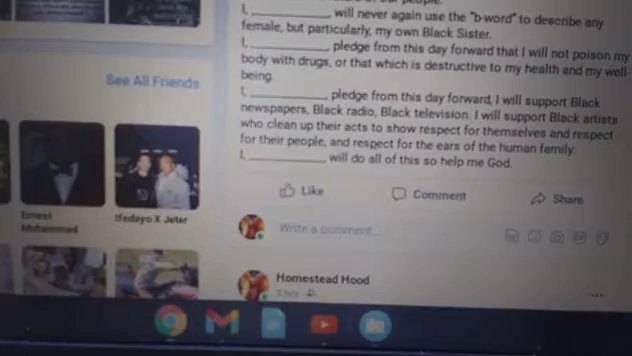 I, __________ will never again use the "b-word" to describe any
female, but particularly, my own Black Sister.
I, __________, pledge from this day forward that I will not poison my
body with drugs, or that which is destructive to my health and my well-
being.
I, __________, pledge from this day forward, I will support Black
newspapers, Black radio, Black television. I will support Black artists
who clean up their acts to show respect for themselves and respect
for their people, and respect for the ears of the human family.
I, __________ will do all of this so help me God.
Like Comment Share
Write a comment...
Homestead Hood
See All Friends
Ernest Ifedayo X Jeter
Muhammad